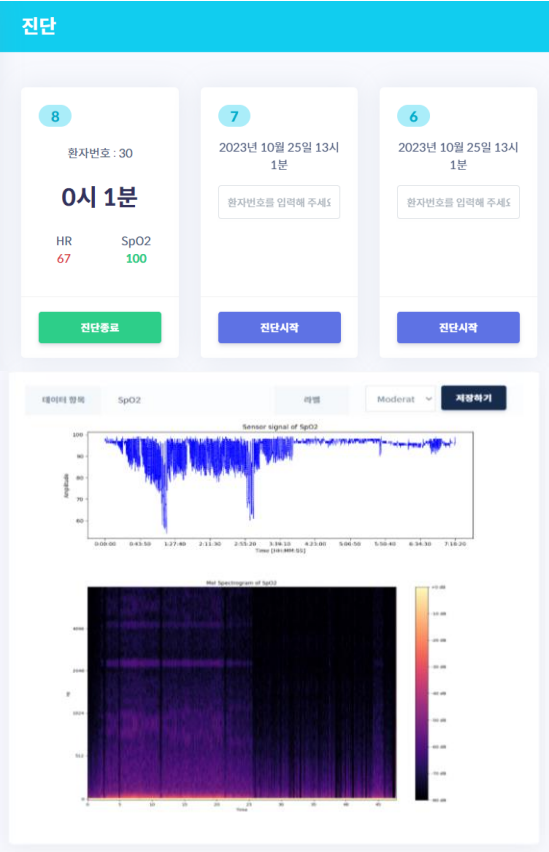 진단
8
환자번호 : 30
0시 1분
HR
SpO2
67
100
진단종료
7
2023년 10월 25일 13시
1분
환자번호를 입력해 주세요
진단시작
6
2023년 10월 25일 13시
1분
환자번호를 입력해 주세요
진단시작
데이터 항목
SpO2
라벨
Moderat
저장하기
Sensor signal of SpO2
Amplitude
100
90
80
70
60
0:00:00 0:43:50 1:27:40 2:11:30 2:55:20 3:39:10 4:23:00 5:06:50 5:50:40 6:34:30 7:18:20
Time [HH:MM:SS]
Mel Spectrogram of SpO2
Hz
4096
2048
1024
512
0
0 5 10 15 20 25 30 35 40 45
Time
+0 dB
-10 dB
-20 dB
-30 dB
-40 dB
-50 dB
-60 dB
-70 dB
-80 dB